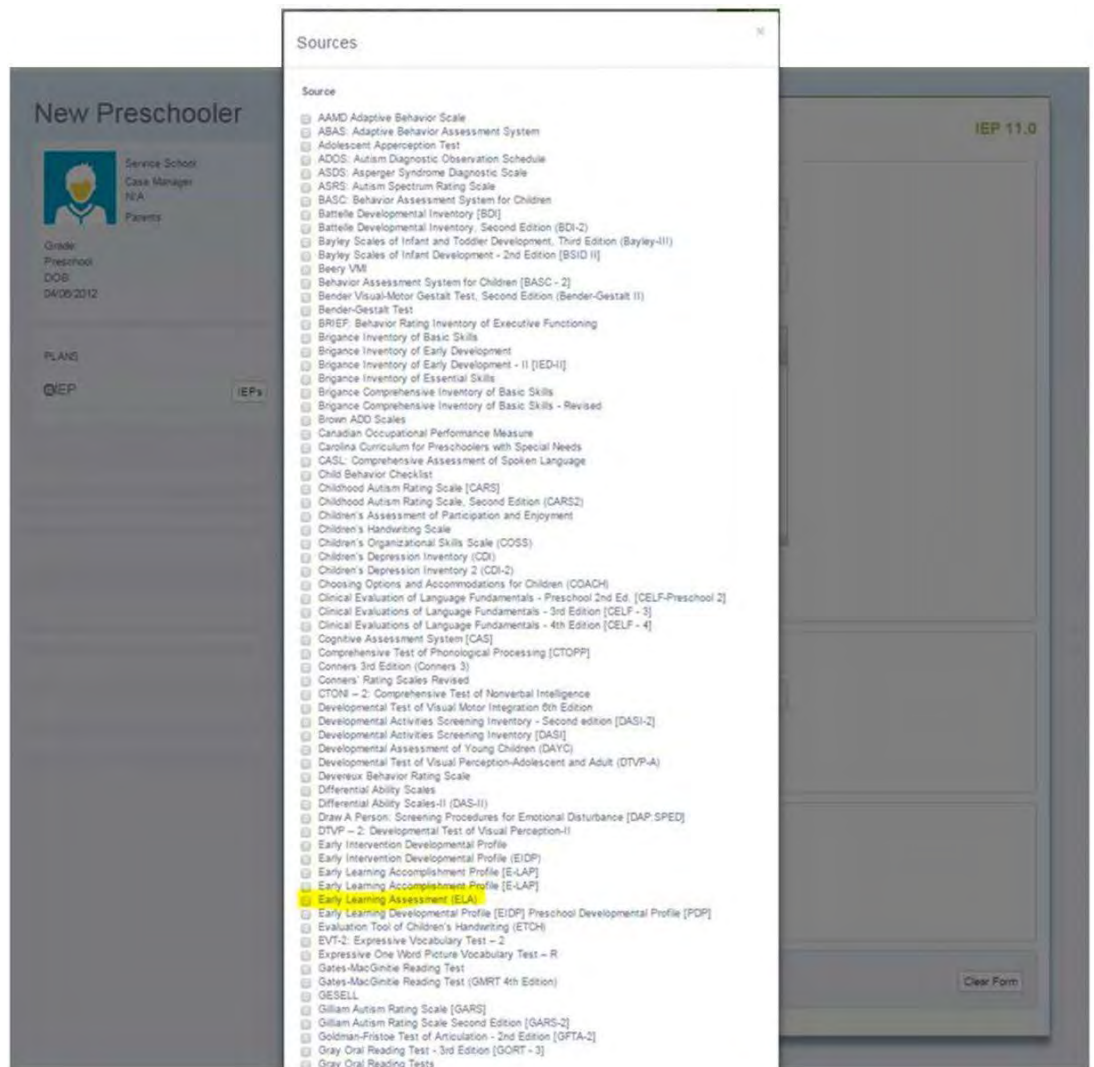 Sources
×
Source
AAMD Adaptive Behavior Scale
ABAS: Adaptive Behavior Assessment System
Adolescent Apperception Test
ADOS: Autism Diagnostic Observation Schedule
ASDS: Asperger Syndrome Diagnostic Scale
ASRS: Autism Spectrum Rating Scale
BASC: Behavior Assessment System for Children
Battelle Developmental Inventory [BDI]
Battelle Developmental Inventory, Second Edition (BDI-2)
Bayley Scales of Infant and Toddler Development, Third Edition (Bayley-III)
Bayley Scales of Infant Development - 2nd Edition [BSID II]
Beery VMI
Behavior Assessment System for Children [BASC - 2]
Bender Visual-Motor Gestalt Test, Second Edition (Bender-Gestalt II)
Bender-Gestalt Test
BRIEF: Behavior Rating Inventory of Executive Functioning
Brigance Inventory of Basic Skills
Brigance Inventory of Early Development
Brigance Inventory of Early Development - II [IED-II]
Brigance Inventory of Essential Skills
Brigance Comprehensive Inventory of Basic Skills
Brigance Comprehensive Inventory of Basic Skills - Revised
Brown ADD Scales
Canadian Occupational Performance Measure
Carolina Curriculum for Preschoolers with Special Needs
CASL: Comprehensive Assessment of Spoken Language
Child Behavior Checklist
Childhood Autism Rating Scale [CARS]
Childhood Autism Rating Scale, Second Edition (CARS2)
Children's Assessment of Participation and Enjoyment
Children's Handwriting Scale
Children's Organizational Skills Scale (COSS)
Children's Depression Inventory (CDI)
Children's Depression Inventory 2 (CDI-2)
Choosing Options and Accommodations for Children (COACH)
Clinical Evaluation of Language Fundamentals - Preschool 2nd Ed. [CELF-Preschool 2]
Clinical Evaluations of Language Fundamentals - 3rd Edition [CELF - 3]
Clinical Evaluations of Language Fundamentals - 4th Edition [CELF - 4]
Cognitive Assessment System [CAS]
Comprehensive Test of Phonological Processing [CTOPP]
Conners 3rd Edition (Conners 3)
Conners' Rating Scales Revised
CTONI – 2: Comprehensive Test of Nonverbal Intelligence
Developmental Test of Visual Motor Integration 6th Edition
Developmental Activities Screening Inventory - Second edition [DASI-2]
Developmental Activities Screening Inventory [DASI]
Developmental Assessment of Young Children (DAYC)
Developmental Test of Visual Perception-Adolescent and Adult (DTVP-A)
Devereux Behavior Rating Scale
Differential Ability Scales
Differential Ability Scales-II (DAS-II)
Draw A Person: Screening Procedures for Emotional Disturbance [DAP:SPED]
DTVP – 2: Developmental Test of Visual Perception-II
Early Intervention Developmental Profile
Early Intervention Developmental Profile (EIDP)
Early Learning Accomplishment Profile [E-LAP]
Early Learning Accomplishment Profile [E-LAP]
Early Learning Assessment (ELA)
Early Learning Developmental Profile [EIDP] Preschool Developmental Profile [PDP]
Evaluation Tool of Children's Handwriting (ETCH)
EVT-2: Expressive Vocabulary Test – 2
Expressive One Word Picture Vocabulary Test – R
Gates-MacGinitie Reading Test
Gates-MacGinitie Reading Test (GMRT 4th Edition)
GESELL
Gilliam Autism Rating Scale [GARS]
Gilliam Autism Rating Scale Second Edition [GARS-2]
Goldman-Fristoe Test of Articulation - 2nd Edition [GFTA-2]
Gray Oral Reading Test - 3rd Edition [GORT - 3]
Gray Oral Reading Tests
New Preschooler
Service School
Case Manager
N/A
Parents
Grade:
Preschool
DOB:
04/06/2012
PLANS
IEP
IEPs
IEP 11.0
Clear Form